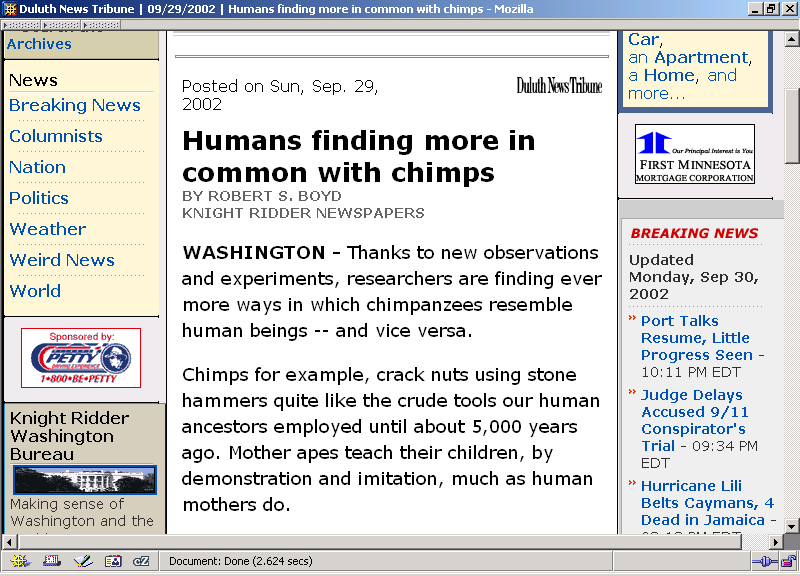 Duluth News Tribune | 09/29/2002 | Humans finding more in common with chimps - Mozilla
Archives
News
Breaking News
Columnists
Nation
Politics
Weather
Weird News
World
Sponsored by:
PETTY
DRIVING EXPERIENCE
1•800•BE•PETTY
Knight Ridder
Washington
Bureau
Making sense of
Washington and the
Posted on Sun, Sep. 29,
2002
Duluth News Tribune
Humans finding more in
common with chimps
BY ROBERT S. BOYD
KNIGHT RIDDER NEWSPAPERS
WASHINGTON - Thanks to new observations
and experiments, researchers are finding ever
more ways in which chimpanzees resemble
human beings -- and vice versa.
Chimps for example, crack nuts using stone
hammers quite like the crude tools our human
ancestors employed until about 5,000 years
ago. Mother apes teach their children, by
demonstration and imitation, much as human
mothers do.
Car,
an Apartment,
a Home, and
more...
Our Principal Interest is You
FIRST MINNESOTA
MORTGAGE CORPORATION
BREAKING NEWS
Updated
Monday, Sep 30,
2002
Port Talks
Resume, Little
Progress Seen -
10:11 PM EDT
Judge Delays
Accused 9/11
Conspirator's
Trial - 09:34 PM
EDT
Hurricane Lili
Belts Caymans, 4
Dead in Jamaica -
Document: Done (2.624 secs)